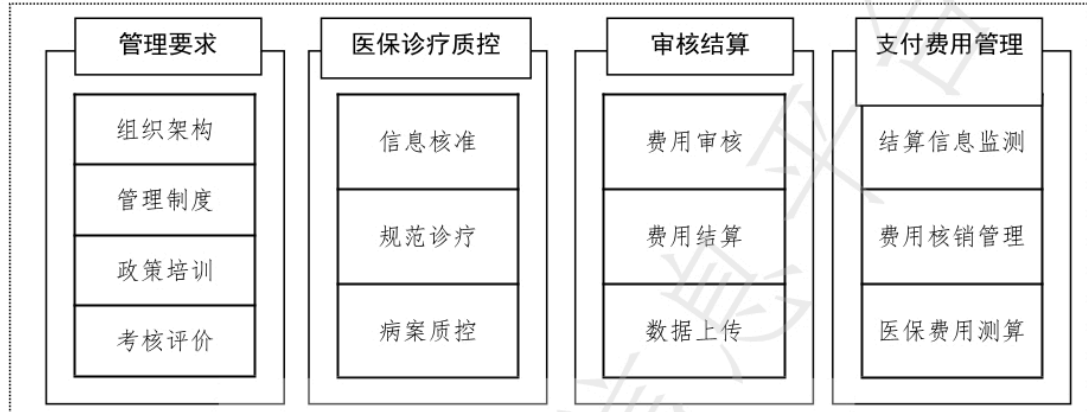 管理要求
组织架构
管理制度
政策培训
考核评价
医保诊疗质控
信息核准
规范诊疗
病案质控
审核结算
费用审核
费用结算
数据上传
支付费用管理
结算信息监测
费用核销管理
医保费用测算